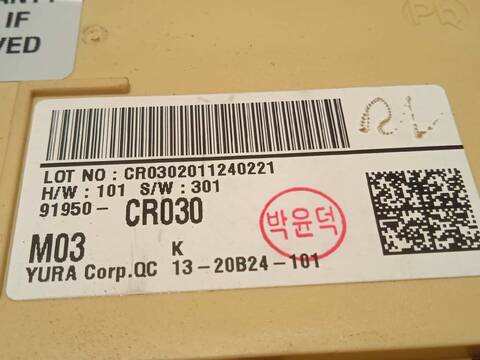 IF
VED
LOT NO : CR0302011240221
H/W : 101 S/W : 301
91950 - CR030
박윤덕
M03 K
YURA Corp.QC 13-20B24-101